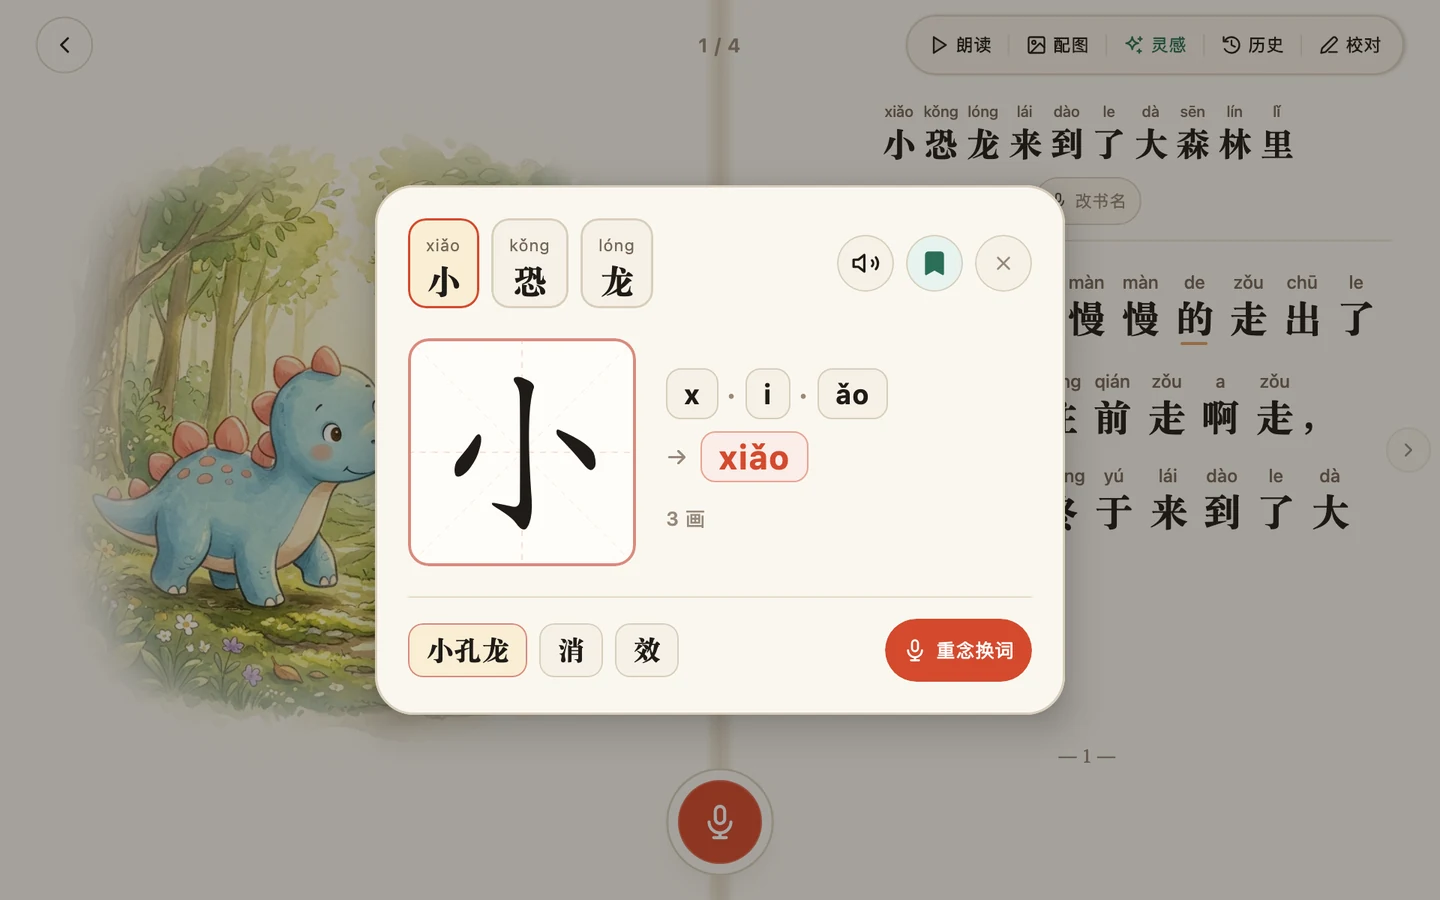 1 / 4
朗读 配图 灵感 历史 校对
xiǎo kǒng lóng lái dào le dà sēn lín lǐ
小恐龙来到了大森林里
改书名
màn màn de zǒu chū le
慢慢的走出了
qián zǒu a zǒu
前走啊走，
yú lái dào le dà
于来到了大
— 1 —
xiǎo kǒng lóng
小 恐 龙
小
x · i · ǎo
→ xiǎo
3 画
小孔龙 消 效
重念换词